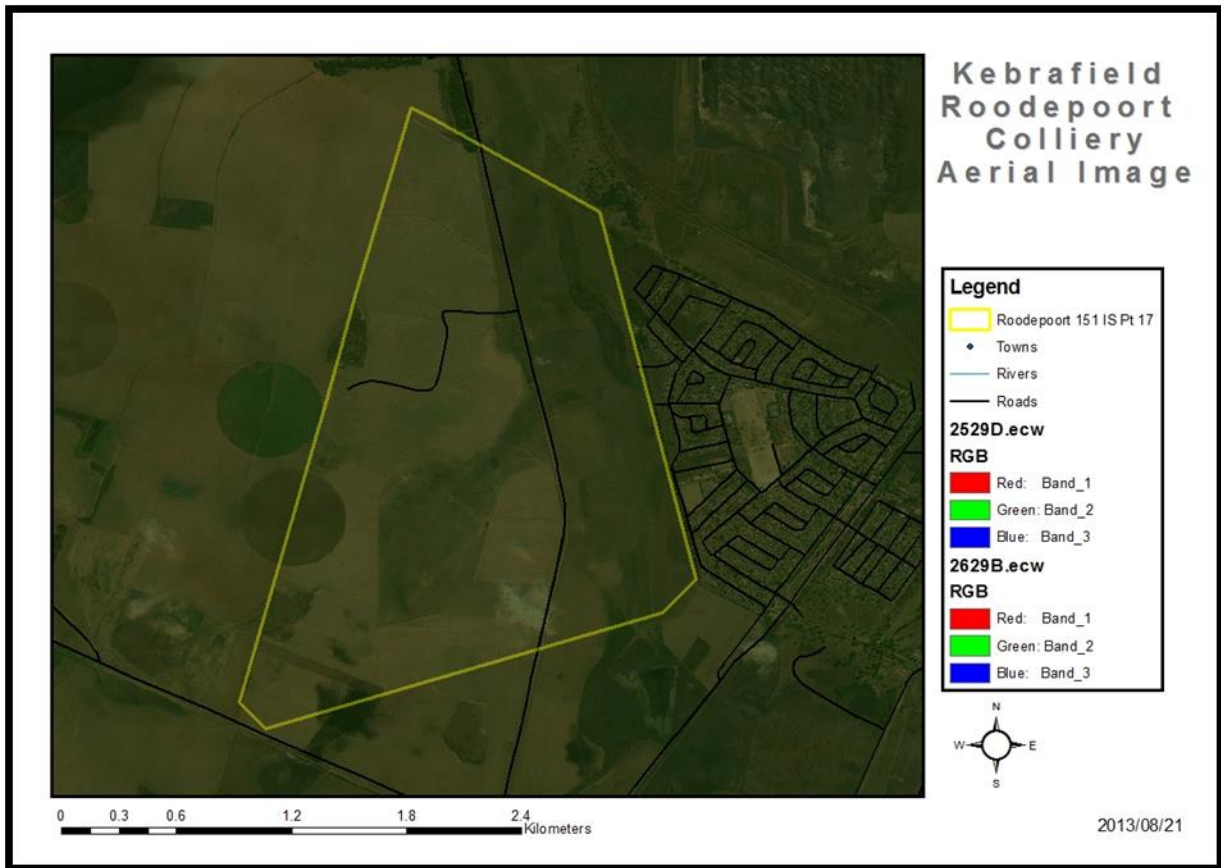 Kebrafield
Roodepoort
Colliery
Aerial Image
Legend
Roodepoort 151 IS Pt 17
Towns
Rivers
Roads
2529D.ecw
RGB
Red: Band_1
Green: Band_2
Blue: Band_3
2629B.ecw
RGB
Red: Band_1
Green: Band_2
Blue: Band_3
N
W E
S
0 0.3 0.6 1.2 1.8 2.4
Kilometers
2013/08/21